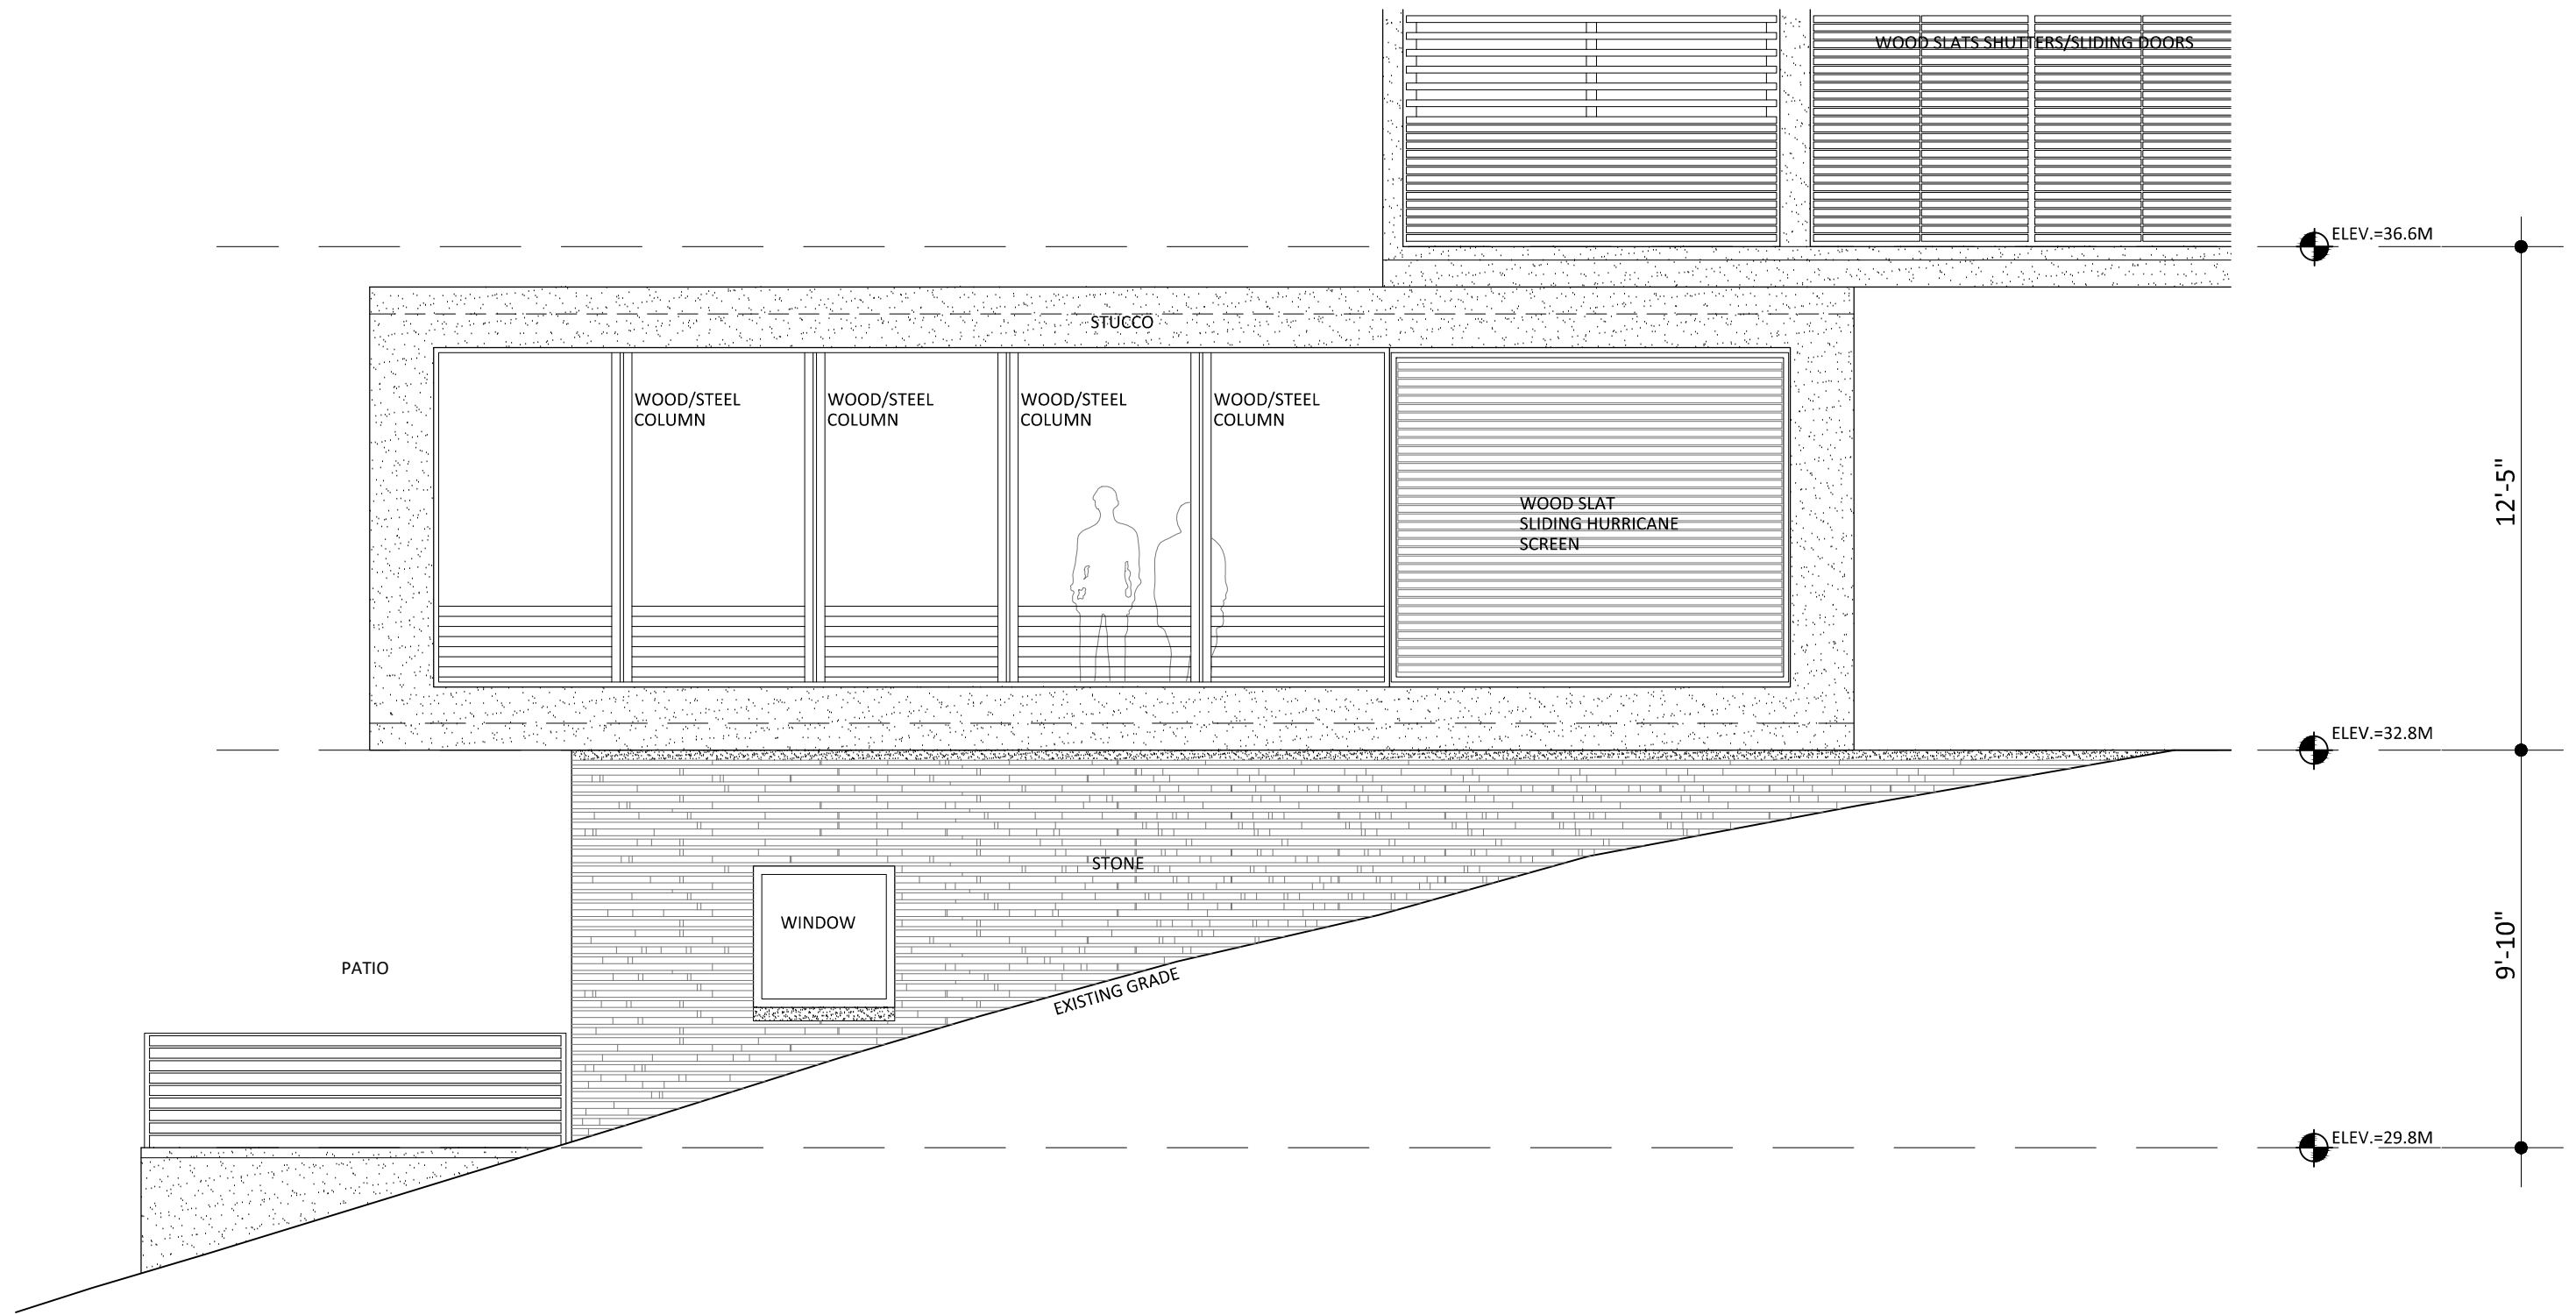 WOOD SLATS SHUTTERS/SLIDING DOORS
ELEV.=36.6M
STUCCO
WOOD/STEEL
COLUMN
WOOD/STEEL
COLUMN
WOOD/STEEL
COLUMN
WOOD/STEEL
COLUMN
WOOD SLAT
SLIDING HURRICANE
SCREEN
12'-5"
ELEV.=32.8M
STONE
WINDOW
PATIO
EXISTING GRADE
9'-10"
ELEV.=29.8M